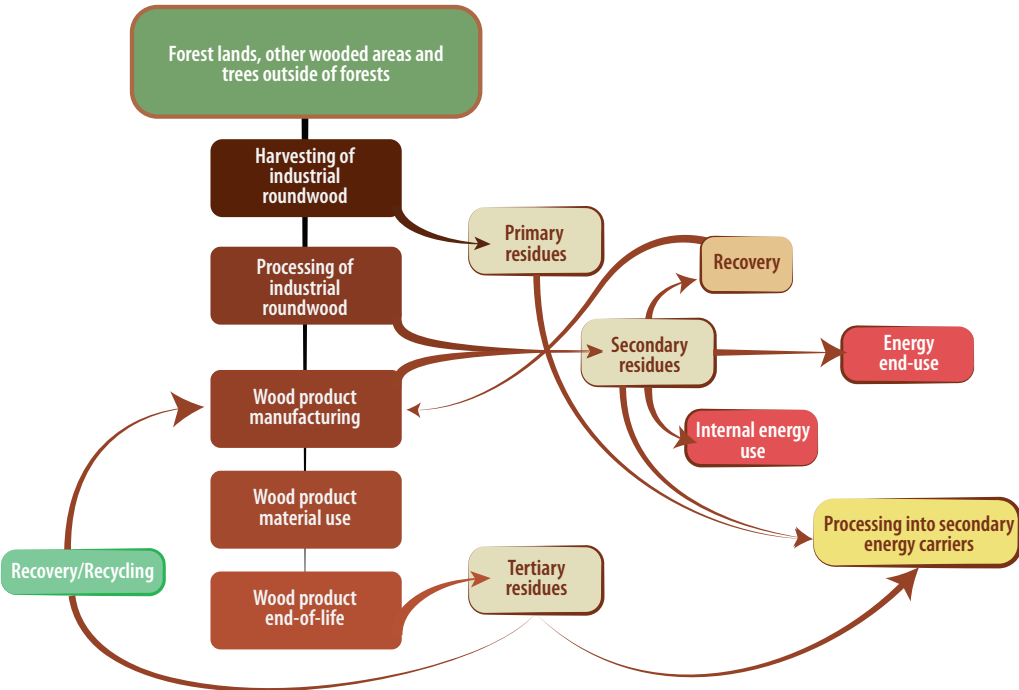 Forest lands, other wooded areas and
trees outside of forests
Harvesting of
industrial
roundwood
Primary
residues
Recovery
Processing of
industrial
roundwood
Secondary
residues
Energy
end-use
Wood product
manufacturing
Internal energy
use
Wood product
material use
Processing into secondary
energy carriers
Recovery/Recycling
Tertiary
residues
Wood product
end-of-life